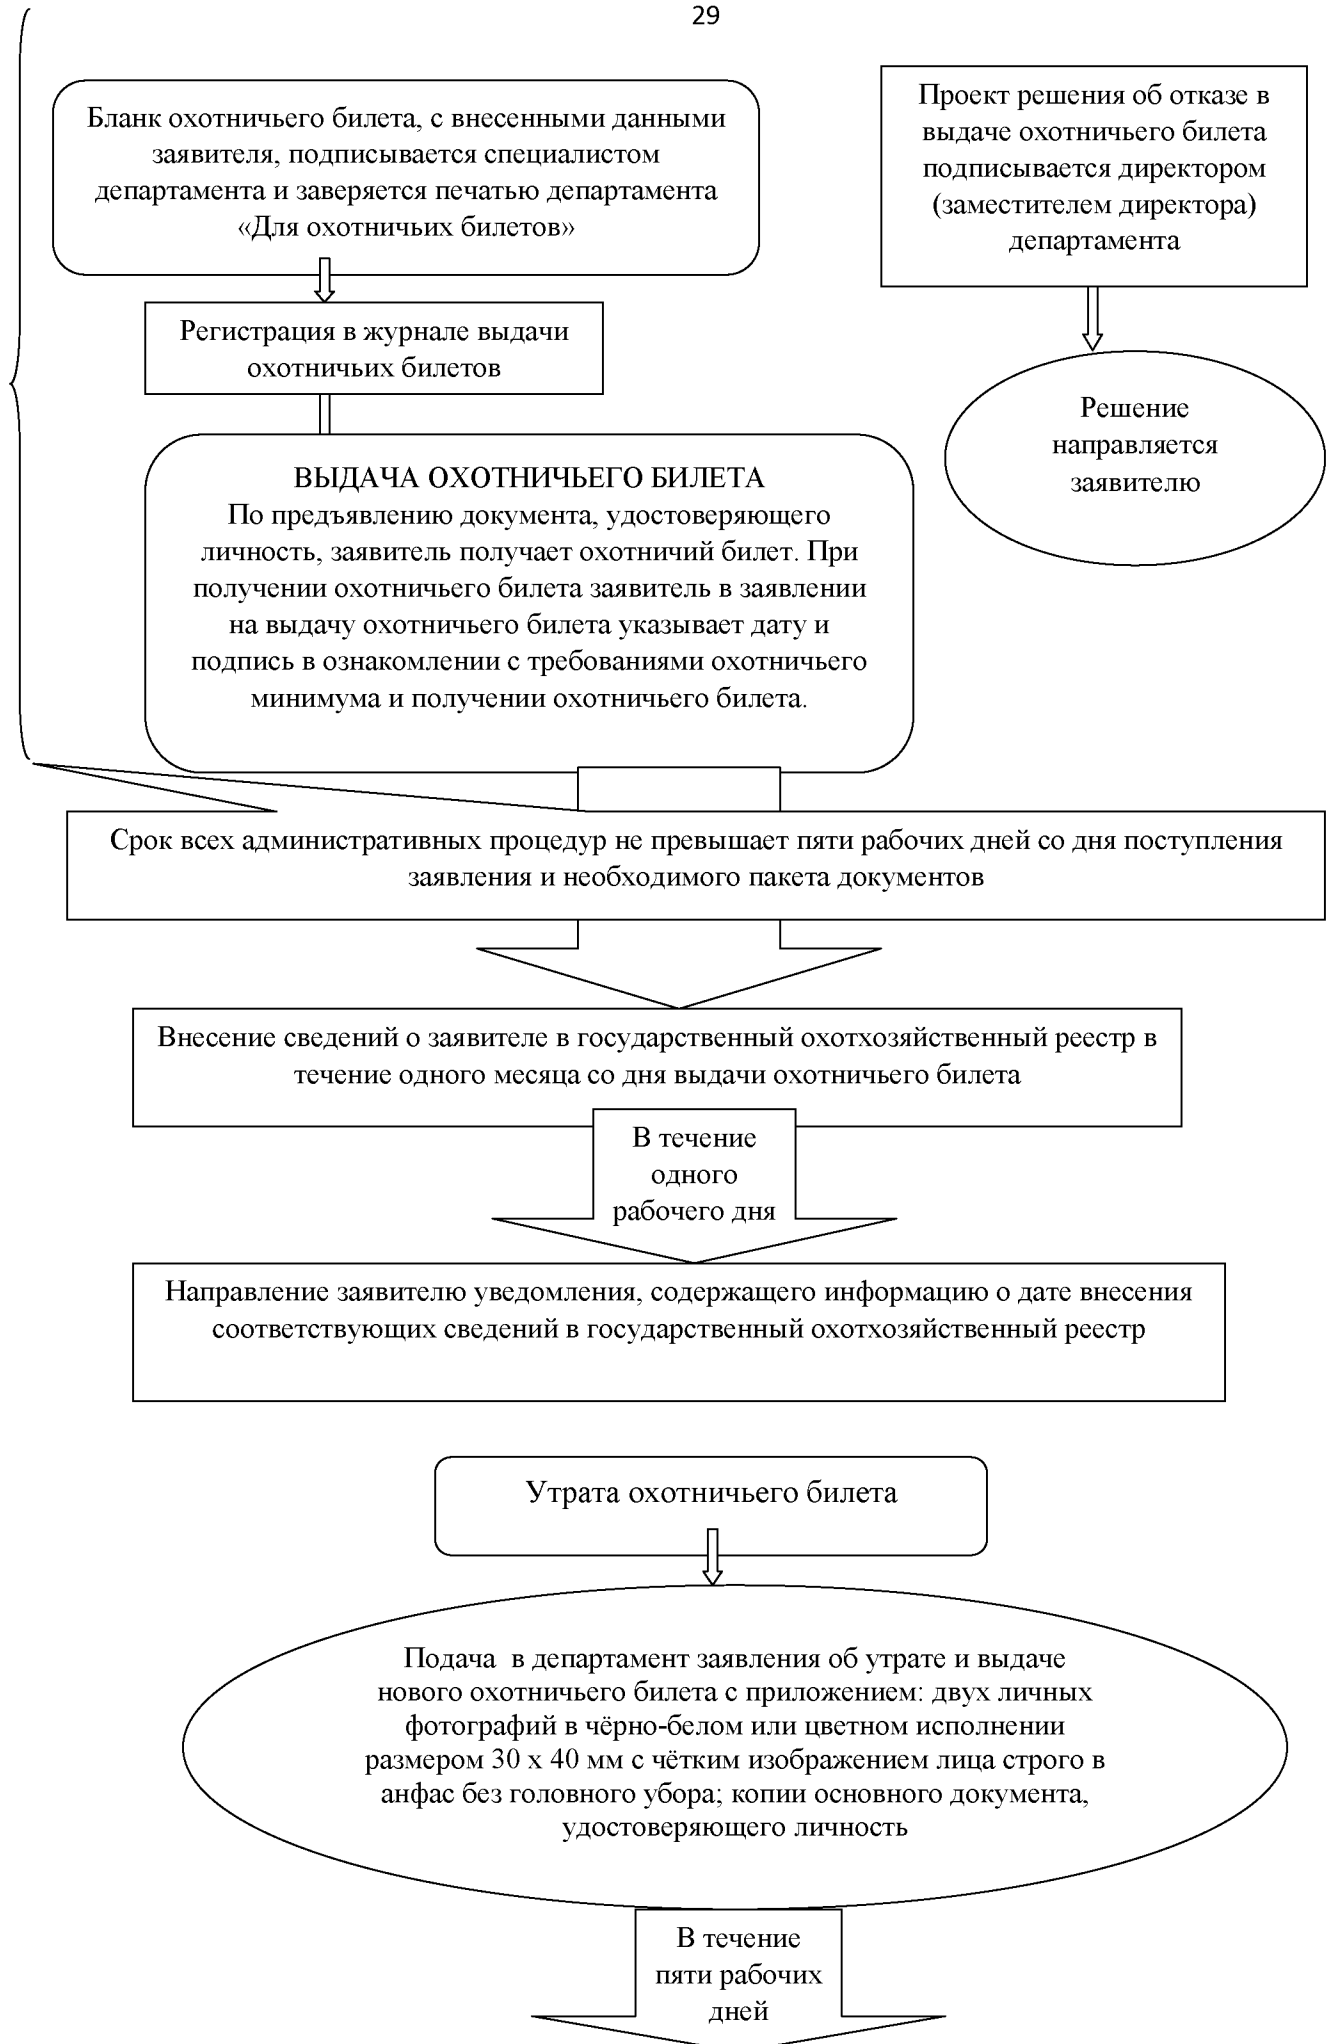 29
Бланк охотничьего билета, с внесенными данными
заявителя, подписывается специалистом
департамента и заверяется печатью департамента
«Для охотничьих билетов»
Проект решения об отказе в
выдаче охотничьего билета
подписывается директором
(заместителем директора)
департамента
Регистрация в журнале выдачи
охотничьих билетов
Решение
направляется
заявителю
ВЫДАЧА ОХОТНИЧЬЕГО БИЛЕТА
По предъявлению документа, удостоверяющего
личность, заявитель получает охотничий билет. При
получении охотничьего билета заявитель в заявлении
на выдачу охотничьего билета указывает дату и
подпись в ознакомлении с требованиями охотничьего
минимума и получении охотничьего билета.
Срок всех административных процедур не превышает пяти рабочих дней со дня поступления
заявления и необходимого пакета документов
Внесение сведений о заявителе в государственный охотхозяйственный реестр в
течение одного месяца со дня выдачи охотничьего билета
В течение
одного
рабочего дня
Направление заявителю уведомления, содержащего информацию о дате внесения
соответствующих сведений в государственный охотхозяйственный реестр
Утрата охотничьего билета
Подача  в департамент заявления об утрате и выдаче
нового охотничьего билета с приложением: двух личных
фотографий в чёрно-белом или цветном исполнении
размером 30 х 40 мм с чётким изображением лица строго в
анфас без головного убора; копии основного документа,
удостоверяющего личность
В течение
пяти рабочих
дней